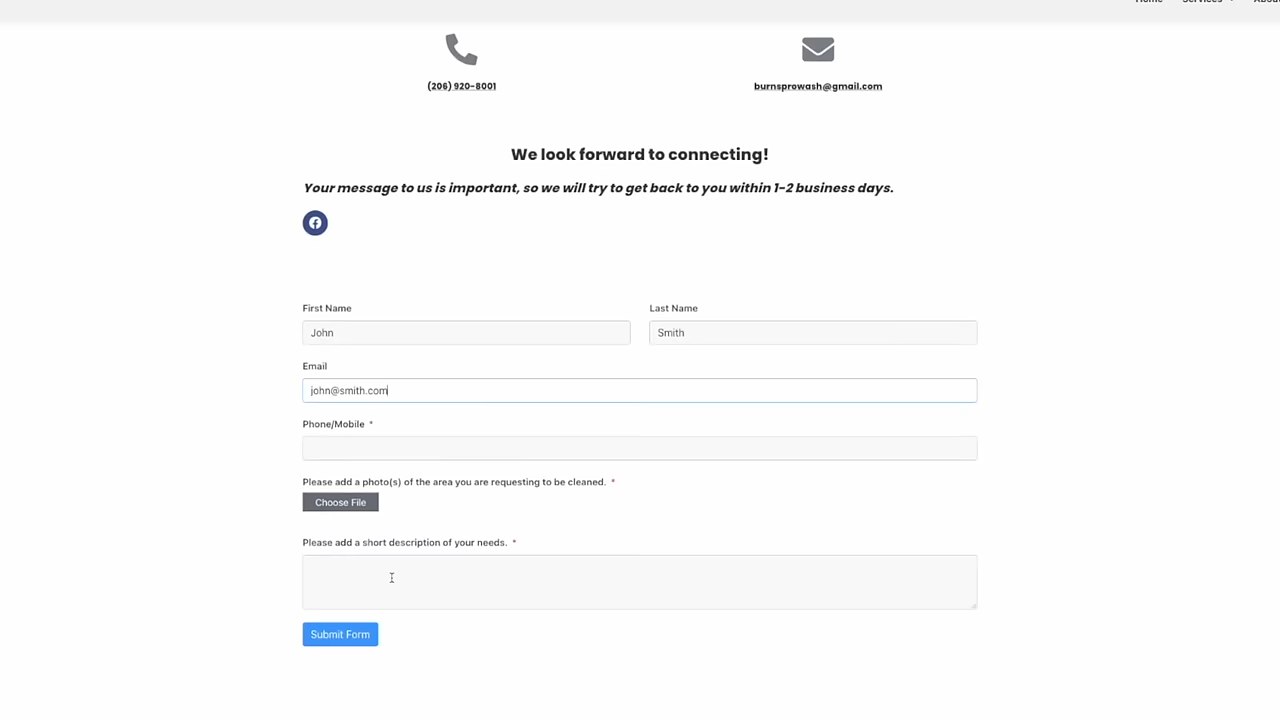 Home Services About
(206) 920-8001
burnsprowash@gmail.com
We look forward to connecting!
Your message to us is important, so we will try to get back to you within 1-2 business days.
First Name
Last Name
John
Smith
Email
john@smith.com
Phone/Mobile *
Please add a photo(s) of the area you are requesting to be cleaned. *
Choose File
Please add a short description of your needs. *
Submit Form